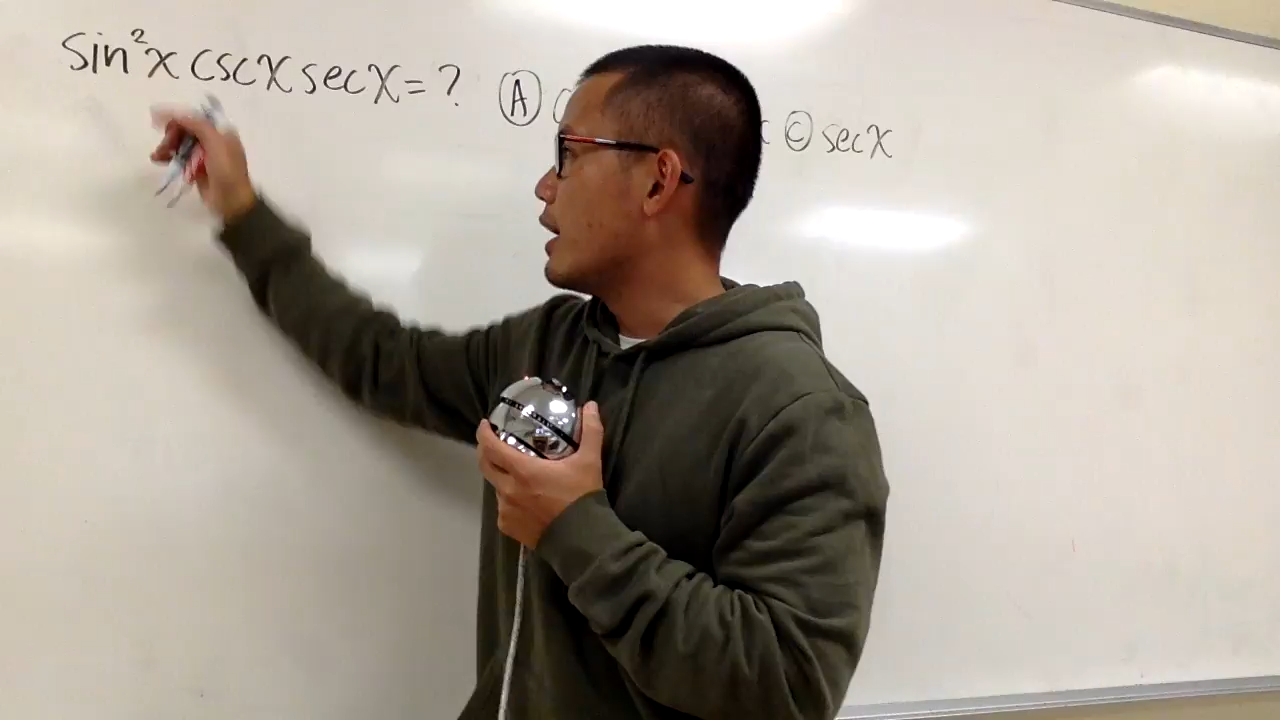 sin²x cscx secx = ? Ⓐ Ⓒ secx